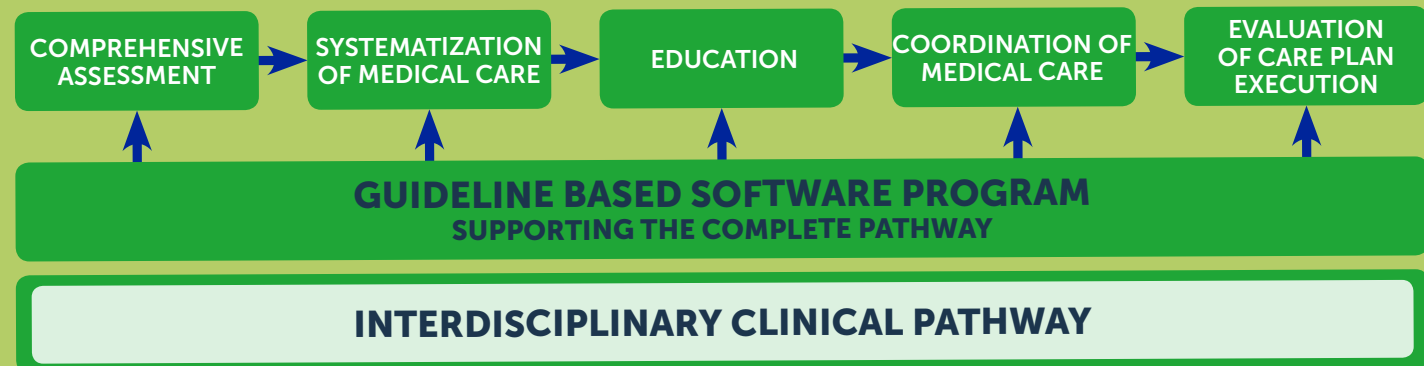 COMPREHENSIVE
ASSESSMENT
SYSTEMATIZATION
OF MEDICAL CARE
EDUCATION
COORDINATION OF
MEDICAL CARE
EVALUATION
OF CARE PLAN
EXECUTION
GUIDELINE BASED SOFTWARE PROGRAM
SUPPORTING THE COMPLETE PATHWAY
INTERDISCIPLINARY CLINICAL PATHWAY